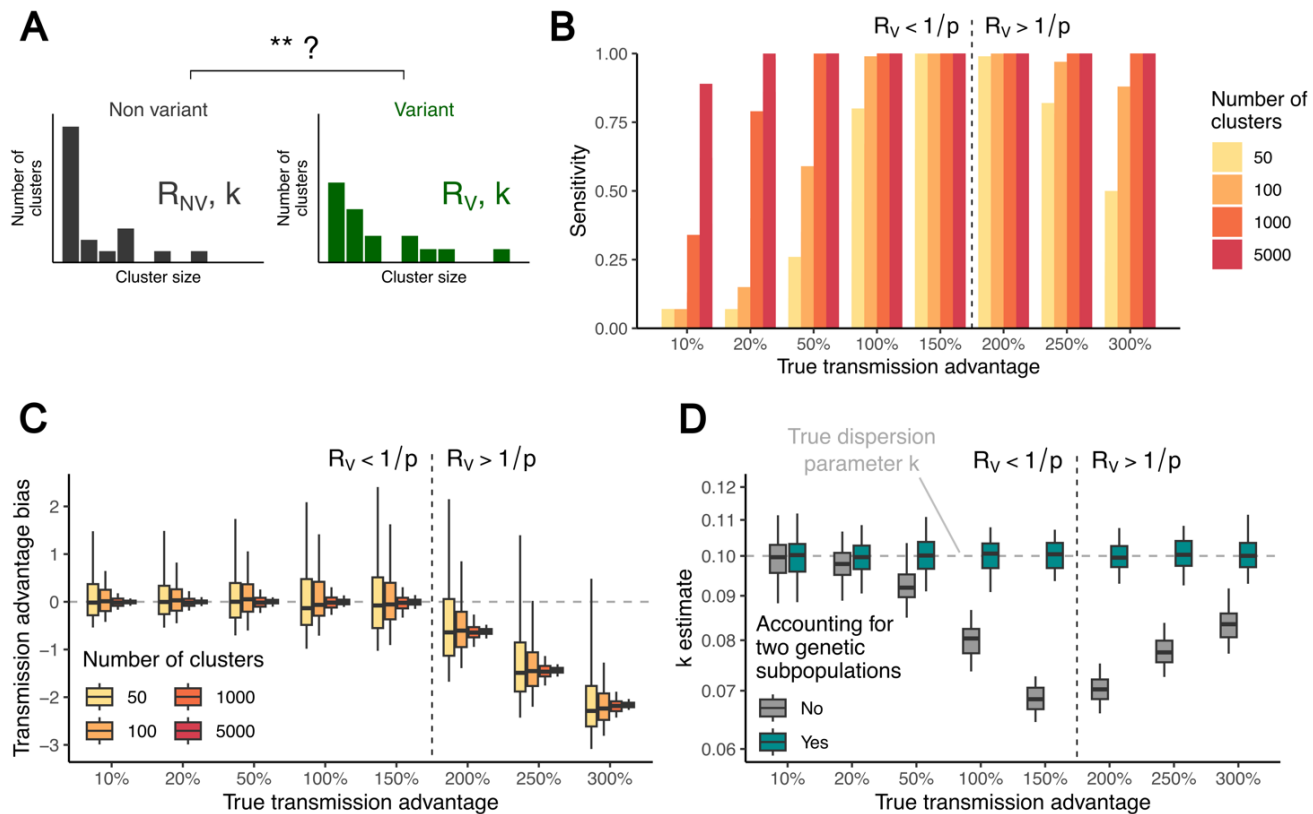 A
** ?
Non variant
Variant
Number of
clusters
R_NV, k
Cluster size
Number of
clusters
R_V, k
Cluster size
B
R_V < 1/p
R_V > 1/p
Sensitivity
1.00
0.75
0.50
0.25
0.00
10% 20% 50% 100% 150% 200% 250% 300%
True transmission advantage
Number of
clusters
50
100
1000
5000
C
R_V < 1/p
R_V > 1/p
Transmission advantage bias
2
1
0
−1
−2
−3
Number of clusters
50 1000
100 5000
10% 20% 50% 100% 150% 200% 250% 300%
True transmission advantage
D
True dispersion
parameter k
R_V < 1/p
R_V > 1/p
k estimate
0.12
0.11
0.10
0.09
0.08
0.07
0.06
Accounting for
two genetic
subpopulations
No
Yes
10% 20% 50% 100% 150% 200% 250% 300%
True transmission advantage